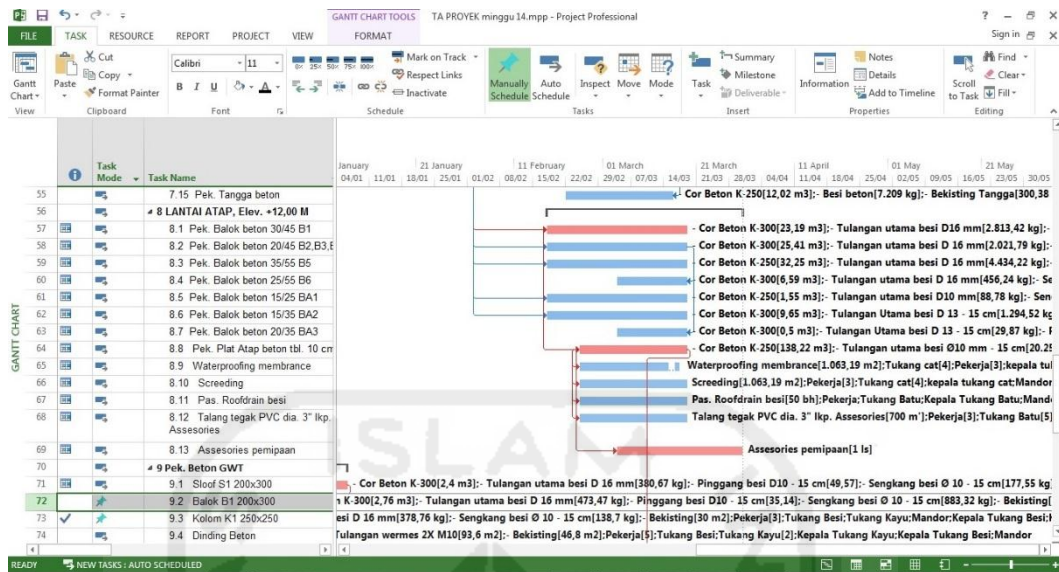 GANTT CHART TOOLS
TA PROYEK minggu 14.mpp - Project Professional
FILE TASK RESOURCE REPORT PROJECT VIEW FORMAT
Sign in
Gantt Chart
View
Paste
Cut
Copy
Format Painter
Clipboard
Calibri 11
B I U A
Font
0× 25× 50× 75× 100×
Mark on Track
Respect Links
Inactivate
Schedule
Manually Schedule
Auto Schedule
Inspect Move Mode
Tasks
Task
Summary
Milestone
Deliverable
Insert
Information
Notes
Details
Add to Timeline
Properties
Scroll to Task
Find
Clear
Fill
Editing
Task Mode Task Name
January 21 January 11 February 01 March 21 March 11 April 01 May 21 May
04/01 11/01 18/01 25/01 01/02 08/02 15/02 22/02 29/02 07/03 14/03 21/03 28/03 04/04 11/04 18/04 25/04 02/05 09/05 16/05 23/05 30/05
55 7.15 Pek. Tangga beton Cor Beton K-250[12,02 m3];- Besi beton[7.209 kg];- Bekisting Tangga[300,38
56 8 LANTAI ATAP, Elev. +12,00 M
57 8.1 Pek. Balok beton 30/45 B1 - Cor Beton K-300[23,19 m3];- Tulangan utama besi D16 mm[2.813,42 kg];-
58 8.2 Pek. Balok beton 20/45 B2,B3,B - Cor Beton K-300[25,41 m3];- Tulangan utama besi D 16 mm[2.021,79 kg];-
59 8.3 Pek. Balok beton 35/55 B5 - Cor Beton K-250[32,25 m3];- Tulangan utama besi D 16 mm[4.434,22 kg];-
60 8.4 Pek. Balok beton 25/55 B6 - Cor Beton K-300[6,59 m3];- Tulangan utama besi D 16 mm[456,24 kg];- Se
61 8.5 Pek. Balok beton 15/25 BA1 - Cor Beton K-250[1,55 m3];- Tulangan utama besi D10 mm[88,78 kg];- Sen
62 8.6 Pek. Balok beton 15/35 BA2 - Cor Beton K-300[9,65 m3];- Tulangan Utama besi D 13 - 15 cm[1.294,52 kg
63 8.7 Pek. Balok beton 20/35 BA3 - Cor Beton K-300[0,5 m3];- Tulangan Utama besi D 13 - 15 cm[29,87 kg];-
64 8.8 Pek. Plat Atap beton tbl. 10 cm - Cor Beton K-250[138,22 m3];- Tulangan utama besi Ø10 mm - 15 cm[20.25
65 8.9 Waterproofing membrance Waterproofing membrance[1.063,19 m2];Tukang cat[4];Pekerja[3];kepala tu
66 8.10 Screeding Screeding[1.063,19 m2];Pekerja[3];Tukang cat[4];kepala tukang cat;Mandor
67 8.11 Pas. Roofdrain besi Pas. Roofdrain besi[50 bh];Pekerja;Tukang Batu;Kepala Tukang Batu;Mand
68 8.12 Talang tegak PVC dia. 3" lkp. Assesories Talang tegak PVC dia. 3" lkp. Assesories[700 m'];Pekerja[3];Tukang Batu[5]
69 8.13 Assesories pemipaan Assesories pemipaan[1 ls]
70 9 Pek. Beton GWT
71 9.1 Sloof S1 200x300 - Cor Beton K-300[2,4 m3];- Tulangan utama besi D 16 mm[380,67 kg];- Pinggang besi D10 - 15 cm[49,57];- Sengkang besi Ø 10 - 15 cm[177,55 kg]
72 9.2 Balok B1 200x300 n K-300[2,76 m3];- Tulangan utama besi D 16 mm[473,47 kg];- Pinggang besi D10 - 15 cm[35,14];- Sengkang besi Ø 10 - 15 cm[883,32 kg];- Bekisting[
73 9.3 Kolom K1 250x250 esi D 16 mm[378,76 kg];- Sengkang besi Ø 10 - 15 cm[138,7 kg];- Bekisting[30 m2];Pekerja[3];Tukang Besi;Tukang Kayu;Mandor;Kepala Tukang Besi;
74 9.4 Dinding Beton Tulangan wermes 2X M10[93,6 m2];- Bekisting[46,8 m2];Pekerja[5];Tukang Besi;Tukang Kayu[2];Kepala Tukang Kayu;Kepala Tukang Besi;Mandor
GANTT CHART
ISLAM
READY NEW TASKS : AUTO SCHEDULED